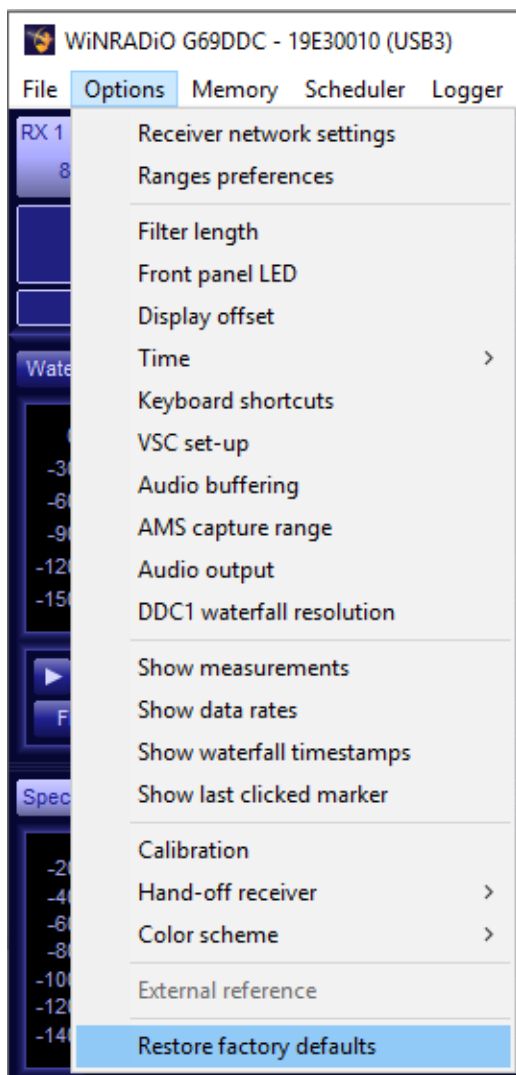 WiNRADiO G69DDC - 19E30010 (USB3)
File Options Memory Scheduler Logger
RX 1
8
Receiver network settings
Ranges preferences
Filter length
Front panel LED
Display offset
Time
Keyboard shortcuts
VSC set-up
Audio buffering
AMS capture range
Audio output
DDC1 waterfall resolution
Show measurements
Show data rates
Show waterfall timestamps
Show last clicked marker
Calibration
Hand-off receiver
Color scheme
External reference
Restore factory defaults
Wate
-30
-60
-90
-120
-150
Spec
-20
-40
-60
-80
-100
-120
-140